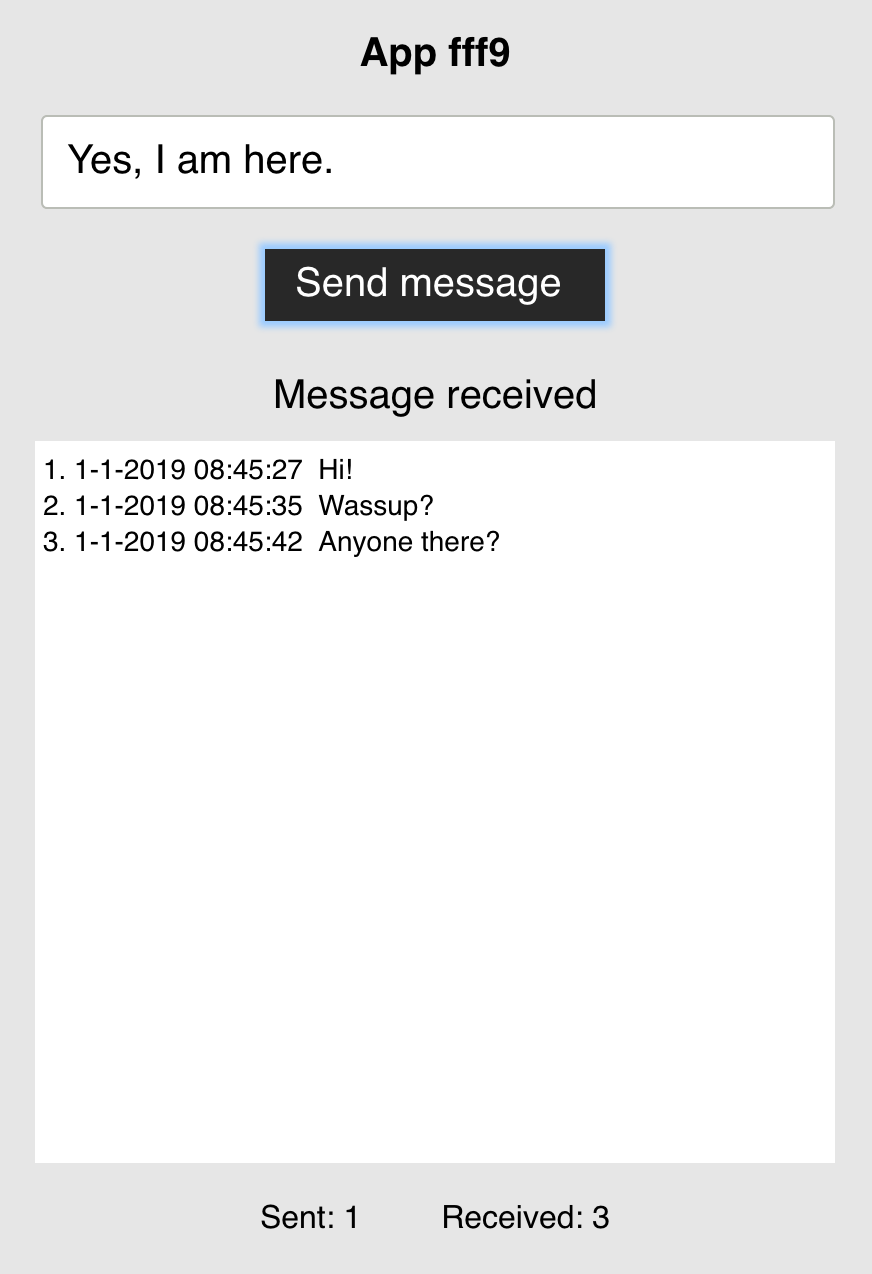 App fff9
Yes, I am here.
Send message
Message received
1. 1-1-2019 08:45:27 Hi!
2. 1-1-2019 08:45:35 Wassup?
3. 1-1-2019 08:45:42 Anyone there?
Sent: 1 Received: 3